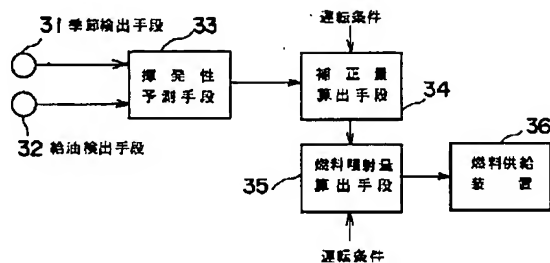 31 季節検出手段
33
運転条件
揮発性
予測手段
補正量
算出手段
34
32 給油検出手段
36
35
燃料噴射量
算出手段
燃料供給
装置
運転条件